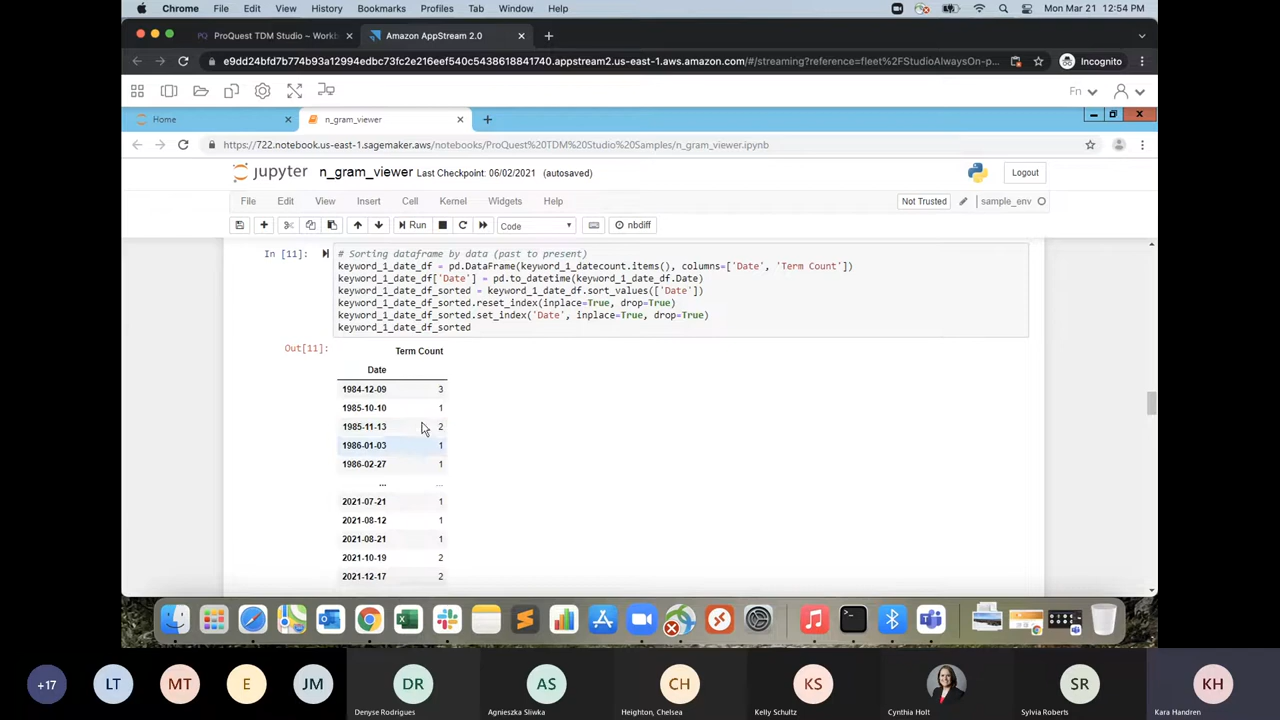 Chrome File Edit View History Bookmarks Profiles Tab Window Help Mon Mar 21 12:54 PM
ProQuest TDM Studio – Workb
Amazon AppStream 2.0
e9dd24bfd7b774b93a12994edbc73fc2e216eef540c5438618841740.appstream2.us-east-1.aws.amazon.com/#/streaming?reference=fleet%2FStudioAlwaysOn-p... Incognito
Fn
Home
n_gram_viewer
https://722.notebook.us-east-1.sagemaker.aws/notebooks/ProQuest%20TDM%20Studio%20Samples/n_gram_viewer.ipynb
jupyter n_gram_viewer Last Checkpoint: 06/02/2021 (autosaved) Logout
File Edit View Insert Cell Kernel Widgets Help Not Trusted sample_env
Run Code nbdiff
In [11]:
# Sorting dataframe by data (past to present)
keyword_1_date_df = pd.DataFrame(keyword_1_datecount.items(), columns=['Date', 'Term Count'])
keyword_1_date_df['Date'] = pd.to_datetime(keyword_1_date_df.Date)
keyword_1_date_df_sorted = keyword_1_date_df.sort_values(['Date'])
keyword_1_date_df_sorted.reset_index(inplace=True, drop=True)
keyword_1_date_df_sorted.set_index('Date', inplace=True, drop=True)
keyword_1_date_df_sorted
Out[11]:
Term Count
Date
1984-12-09 3
1985-10-10 1
1985-11-13 2
1986-01-03 1
1986-02-27 1
... ...
2021-07-21 1
2021-08-12 1
2021-08-21 1
2021-10-19 2
2021-12-17 2
+17 LT MT E JM DR AS CH KS SR KH
Denyse Rodrigues Agnieszka Sliwka Heighton, Chelsea Kelly Schultz Cynthia Holt Sylvia Roberts Kara Handren